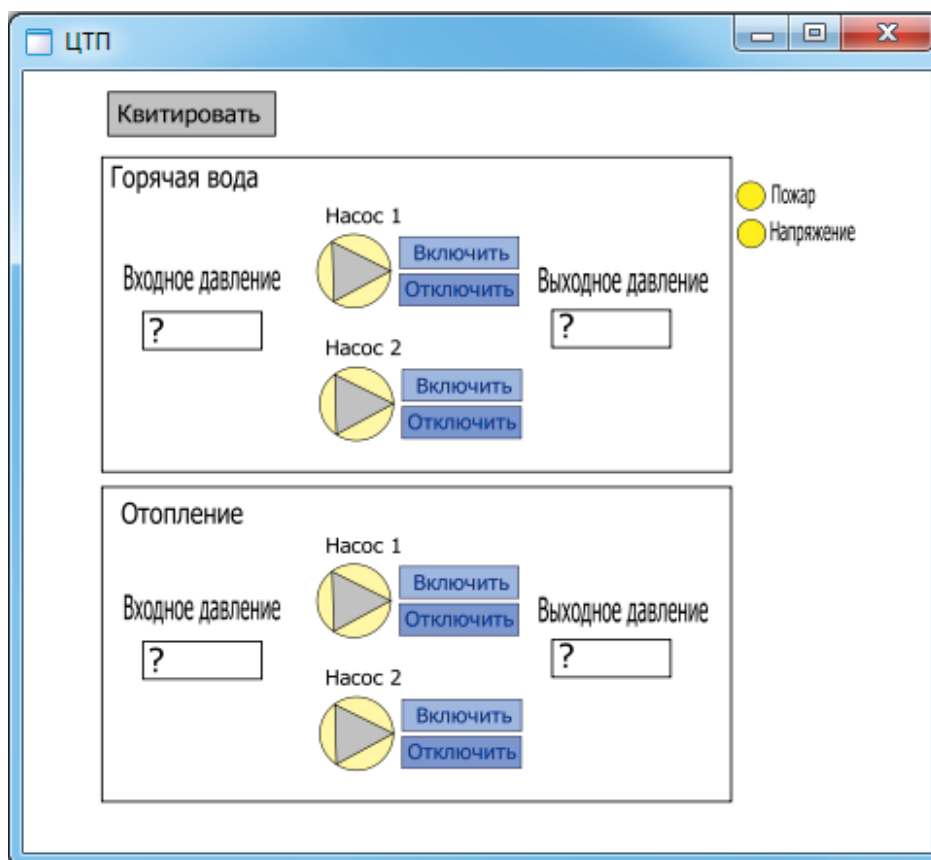 ЦТП
Квитировать
Горячая вода
Пожар
Напряжение
Насос 1
Включить
Отключить
Входное давление
?
Выходное давление
?
Насос 2
Включить
Отключить
Отопление
Насос 1
Включить
Отключить
Входное давление
?
Выходное давление
?
Насос 2
Включить
Отключить